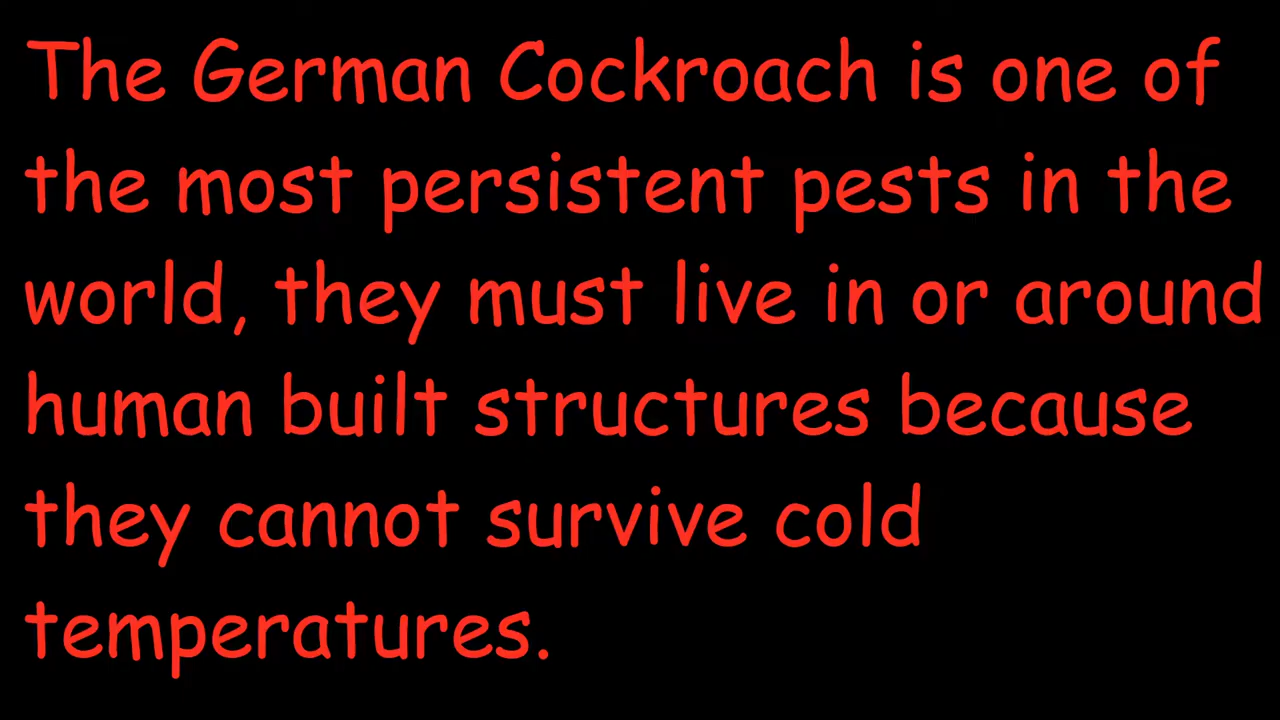 The German Cockroach is one of
the most persistent pests in the
world, they must live in or around
human built structures because
they cannot survive cold
temperatures.